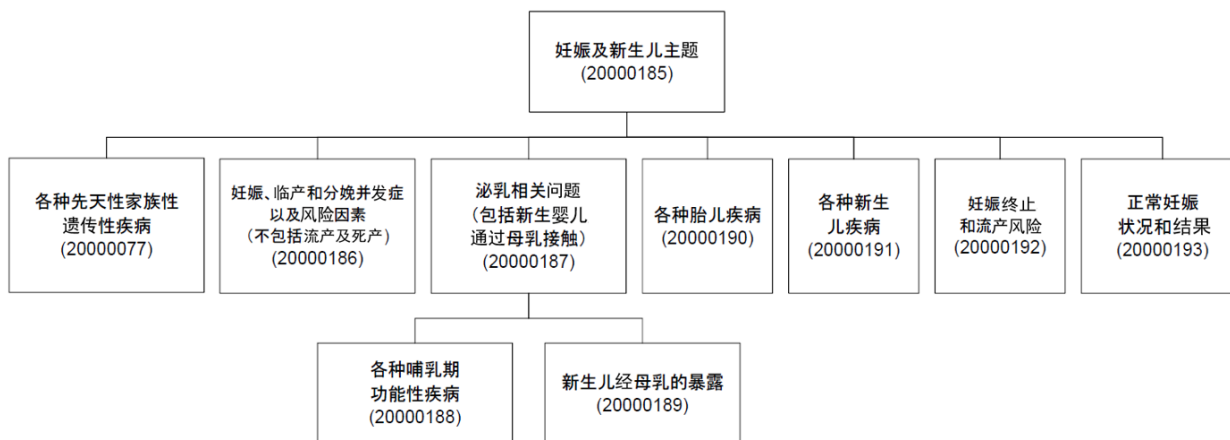 妊娠及新生儿主题
(20000185)
各种先天性家族性
遗传性疾病
(20000077)
妊娠、临产和分娩并发症
以及风险因素
（不包括流产及死产）
(20000186)
泌乳相关问题
（包括新生婴儿
通过母乳接触）
(20000187)
各种胎儿疾病
(20000190)
各种新生
儿疾病
(20000191)
妊娠终止
和流产风险
(20000192)
正常妊娠
状况和结果
(20000193)
各种哺乳期
功能性疾病
(20000188)
新生儿经母乳的暴露
(20000189)